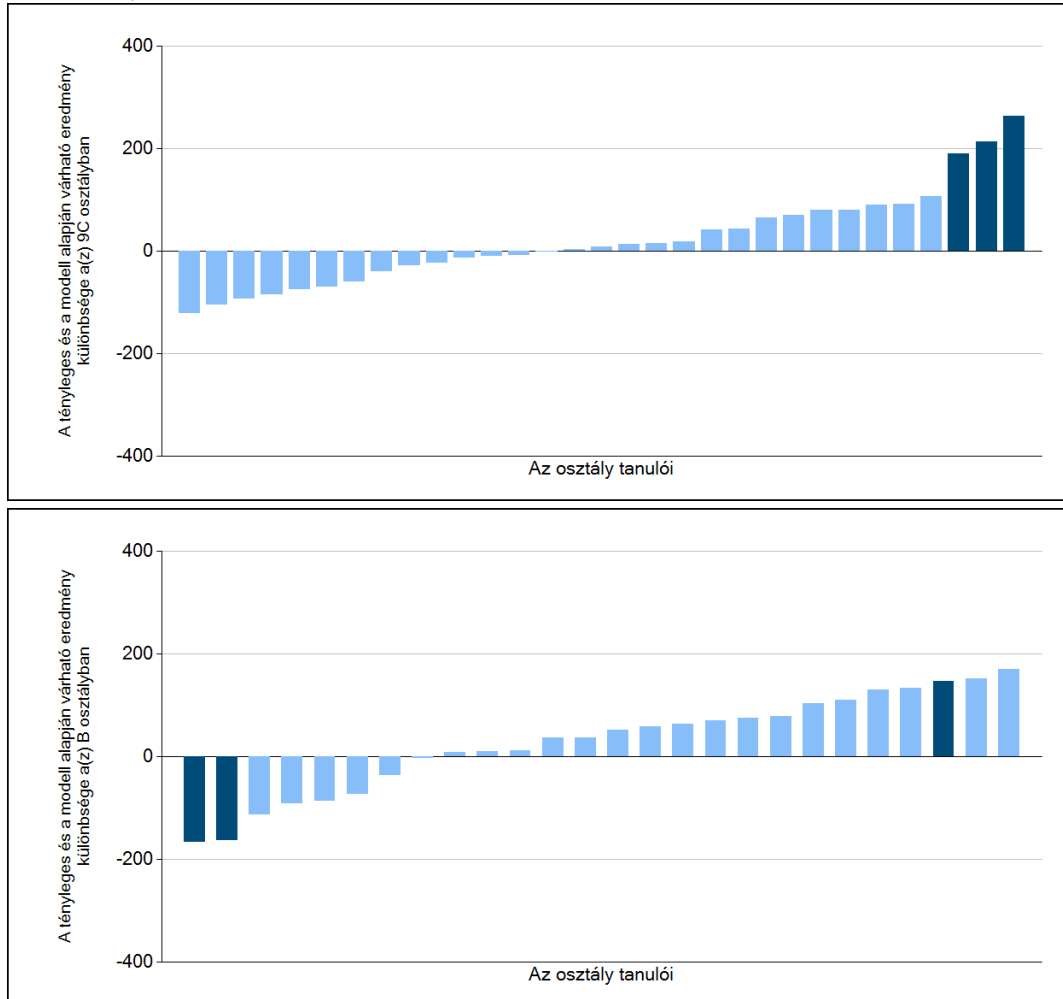 A tényleges és a modell alapján várható eredmény
különbsége a(z) 9C osztályban
400
200
0
-200
-400
Az osztály tanulói
A tényleges és a modell alapján várható eredmény
különbsége a(z) B osztályban
400
200
0
-200
-400
Az osztály tanulói